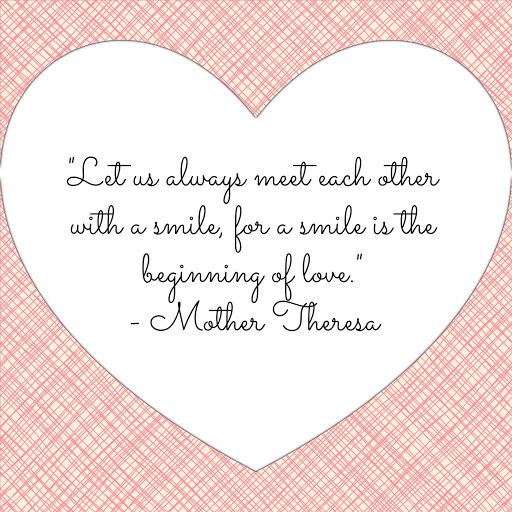 "Let us always meet each other
with a smile, for a smile is the
beginning of love."
- Mother Theresa